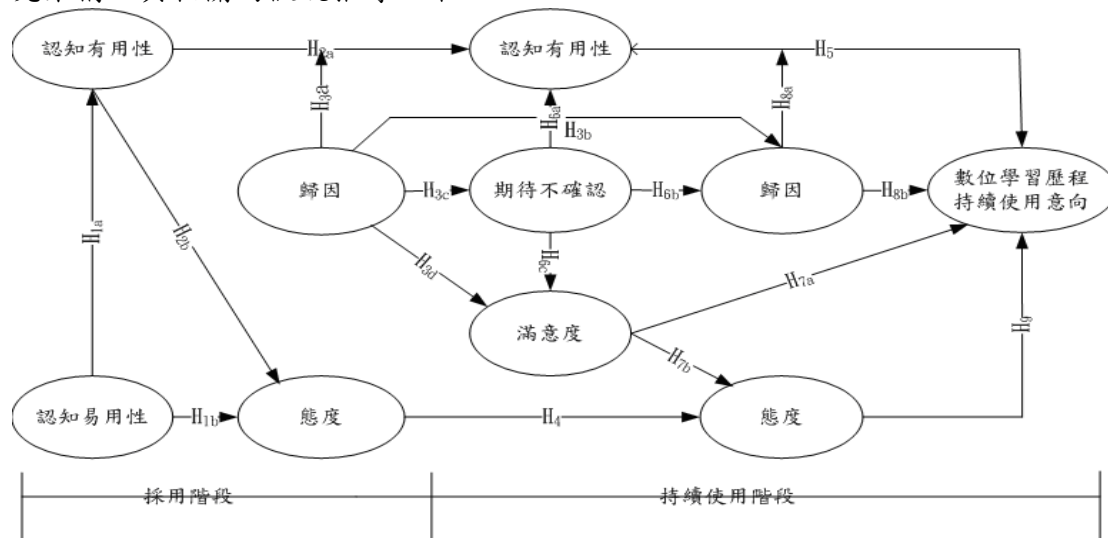 認知有用性
H2a
認知有用性
H5
H3a
H6a
H8a
H3b
H1a
H2b
歸因
H3c
期待不確認
H6b
歸因
H8b
數位學習歷程
持續使用意向
H3d
H6c
H7a
滿意度
H7b
H9
認知易用性
H1b
態度
H4
態度
採用階段
持續使用階段